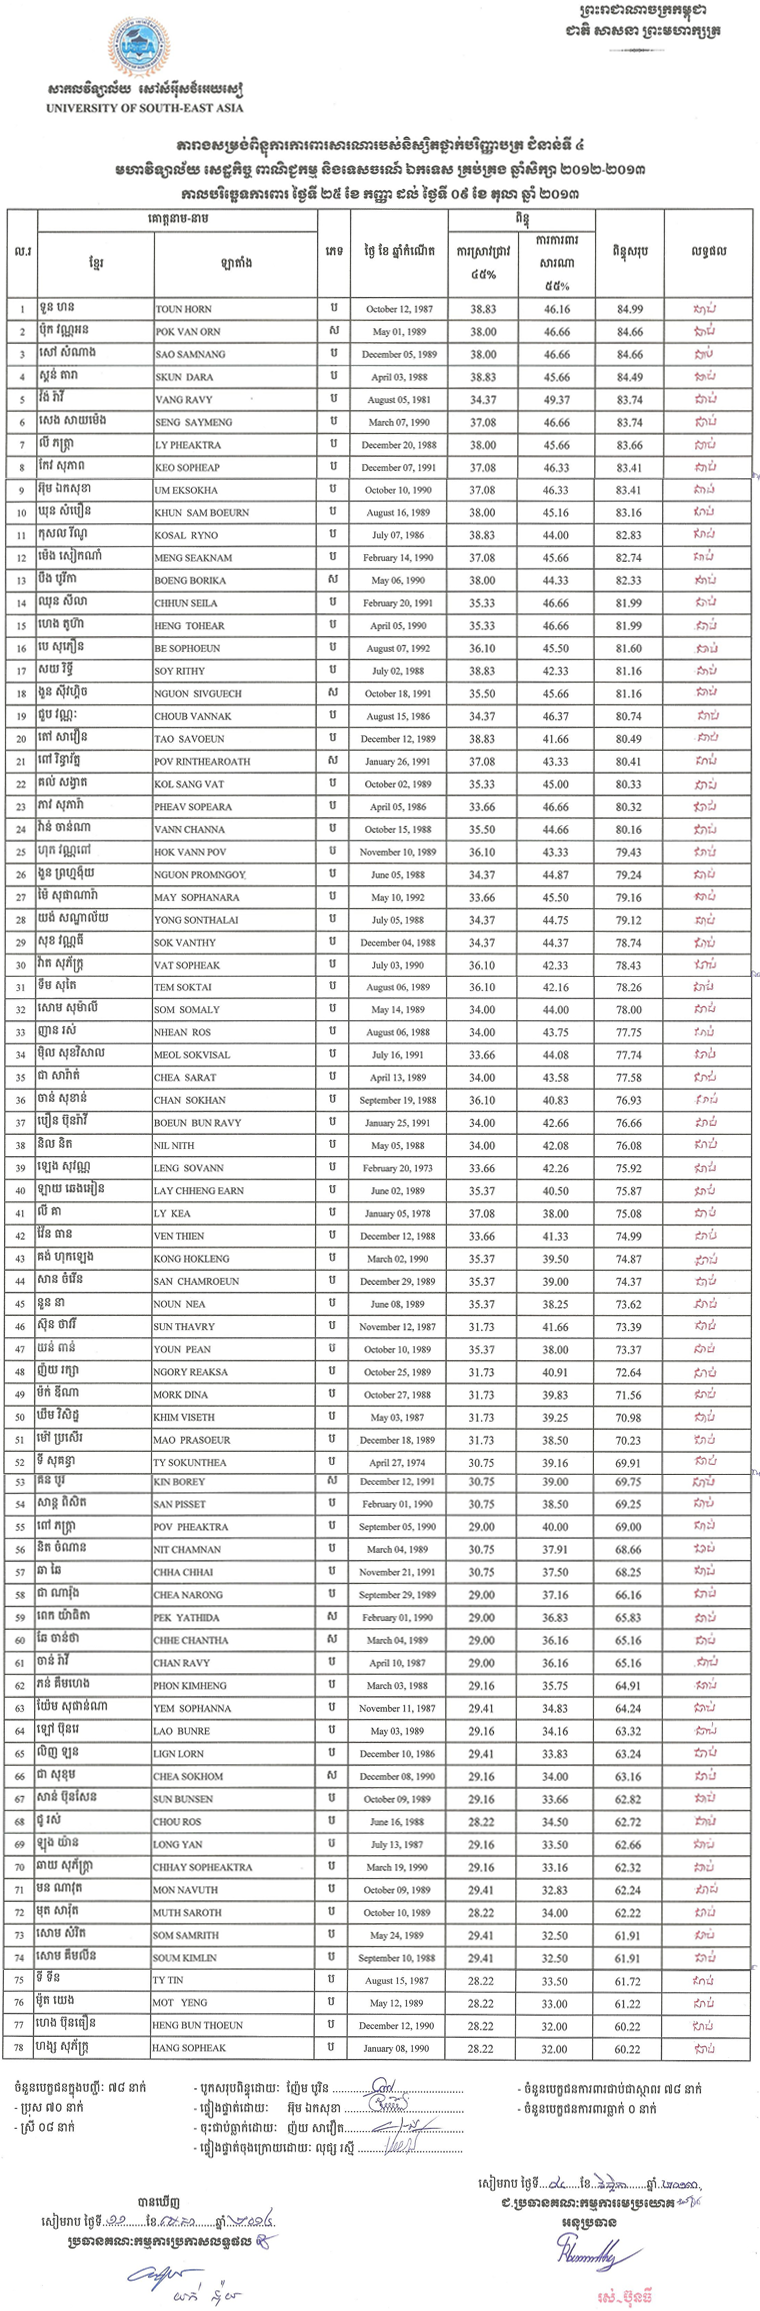 ព្រះរាជាណាចក្រកម្ពុជា
ជាតិ សាសនា ព្រះមហាក្សត្រ
សាកលវិទ្យាល័យ សៅស៍អ៊ីសថ៍អេយសៀ
UNIVERSITY OF SOUTH-EAST ASIA
តារាងសម្រង់ពិន្ទុការការពារសារណារបស់និស្សិតថ្នាក់បរិញ្ញាបត្រ ជំនាន់ទី ៤
មហាវិទ្យាល័យ សេដ្ឋកិច្ច ពាណិជ្ជកម្ម និងទេសចរណ៍ ឯកទេស គ្រប់គ្រង ឆ្នាំសិក្សា ២០១២-២០១៣
កាលបរិច្ឆេទការពារ ថ្ងៃទី ២៥ ខែ កញ្ញា ដល់ ថ្ងៃទី ០៩ ខែ តុលា ឆ្នាំ ២០១៣
ល.រ គោត្តនាម-នាម ភេទ ថ្ងៃ ខែ ឆ្នាំកំណើត ពិន្ទុ ពិន្ទុសរុប លទ្ធផល
ខ្មែរ ឡាតាំង ការស្រាវជ្រាវ ៤៥% ការការពារសារណា ៥៥%
1 ទួន ហន TOUN HORN ប October 12, 1987 38.83 46.16 84.99 ជាប់
2 ប៉ុក វណ្ណអន POK VAN ORN ស May 01, 1989 38.00 46.66 84.66 ជាប់
3 សៅ សំណាង SAO SAMNANG ប December 05, 1989 38.00 46.66 84.66 ជាប់
4 ស្គន់ តារា SKUN DARA ប April 03, 1988 38.83 45.66 84.49 ជាប់
5 វ៉ង់ រ៉ាវី VANG RAVY ប August 05, 1981 34.37 49.37 83.74 ជាប់
6 សេង សាយម៉េង SENG SAYMENG ប March 07, 1990 37.08 46.66 83.74 ជាប់
7 លី ភក្ត្រា LY PHEAKTRA ប December 20, 1988 38.00 45.66 83.66 ជាប់
8 កែវ សុភាព KEO SOPHEAP ប December 07, 1991 37.08 46.33 83.41 ជាប់
9 អ៊ុម ឯកសុខា UM EKSOKHA ប October 10, 1990 37.08 46.33 83.41 ជាប់
10 ឃុន សំបឿន KHUN SAM BOEURN ប August 16, 1989 38.00 45.16 83.16 ជាប់
11 កុសល រីណូ KOSAL RYNO ប July 07, 1986 38.83 44.00 82.83 ជាប់
12 ម៉េង សៀកណាំ MENG SEAKNAM ប February 14, 1990 37.08 45.66 82.74 ជាប់
13 បឹង បូរីកា BOENG BORIKA ស May 06, 1990 38.00 44.33 82.33 ជាប់
14 ឈុន សីលា CHHUN SEILA ប February 20, 1991 35.33 46.66 81.99 ជាប់
15 ហេង តូហ៊ា HENG TOHEAR ប April 05, 1990 35.33 46.66 81.99 ជាប់
16 បេ សុភឿន BE SOPHOEUN ប August 07, 1992 36.10 45.50 81.60 ជាប់
17 សយ រិទ្ធី SOY RITHY ប July 02, 1988 38.83 42.33 81.16 ជាប់
18 ងួន ស៊ីវហ្គិច NGUON SIVGUECH ស October 18, 1991 35.50 45.66 81.16 ជាប់
19 ជួប វណ្ណៈ CHOUB VANNAK ប August 15, 1986 34.37 46.37 80.74 ជាប់
20 តៅ សាវឿន TAO SAVOEUN ប December 12, 1989 38.83 41.66 80.49 ជាប់
21 ពៅ រិន្ធារ័ត្ន POV RINTHEAROATH ស January 26, 1991 37.08 43.33 80.41 ជាប់
22 គល់ សង្វាត KOL SANG VAT ប October 02, 1989 35.33 45.00 80.33 ជាប់
23 ភាវ សុភារ៉ា PHEAV SOPEARA ប April 05, 1986 33.66 46.66 80.32 ជាប់
24 វ៉ាន់ ចាន់ណា VANN CHANNA ប October 15, 1988 35.50 44.66 80.16 ជាប់
25 ហុក វណ្ណពៅ HOK VANN POV ប November 10, 1989 36.10 43.33 79.43 ជាប់
26 ងួន ព្រហ្មង៉ុយ NGUON PROMNGOY ប June 05, 1988 34.37 44.87 79.24 ជាប់
27 ម៉ៃ សុផាណារ៉ា MAY SOPHANARA ប May 10, 1992 33.66 45.50 79.16 ជាប់
28 យង់ សណ្ឋាល័យ YONG SONTHALAI ប July 05, 1988 34.37 44.75 79.12 ជាប់
29 សុខ វណ្ណធី SOK VANTHY ប December 04, 1988 34.37 44.37 78.74 ជាប់
30 វ៉ាត សុភ័ក្ត្រ VAT SOPHEAK ប July 03, 1990 36.10 42.33 78.43 ជាប់
31 ទឹម សុតៃ TEM SOKTAI ប August 06, 1989 36.10 42.16 78.26 ជាប់
32 សោម សុម៉ាលី SOM SOMALY ប May 14, 1989 34.00 44.00 78.00 ជាប់
33 ញាន រស់ NHEAN ROS ប August 06, 1988 34.00 43.75 77.75 ជាប់
34 ម៉ិល សុខវិសាល MEOL SOKVISAL ប July 16, 1991 33.66 44.08 77.74 ជាប់
35 ជា សារ៉ាត់ CHEA SARAT ប April 13, 1989 34.00 43.58 77.58 ជាប់
36 ចាន់ សុខាន់ CHAN SOKHAN ប September 19, 1988 36.10 40.83 76.93 ជាប់
37 បឿន ប៊ុនរ៉ាវី BOEUN BUN RAVY ប January 25, 1991 34.00 42.66 76.66 ជាប់
38 និល និត NIL NITH ប May 05, 1988 34.00 42.08 76.08 ជាប់
39 ឡេង សុវណ្ណ LENG SOVANN ប February 20, 1973 33.66 42.26 75.92 ជាប់
40 ឡាយ ឆេងអៀន LAY CHHENG EARN ប June 02, 1989 35.37 40.50 75.87 ជាប់
41 លី គា LY KEA ប January 05, 1978 37.08 38.00 75.08 ជាប់
42 វ៉ែន ធាន VEN THIEN ប December 12, 1988 33.66 41.33 74.99 ជាប់
43 គង់ ហុកឡេង KONG HOKLENG ប March 02, 1990 35.37 39.50 74.87 ជាប់
44 សាន ចំរើន SAN CHAMROEUN ប December 29, 1989 35.37 39.00 74.37 ជាប់
45 នួន នា NOUN NEA ប June 08, 1989 35.37 38.25 73.62 ជាប់
46 ស៊ុន ថាវរី SUN THAVRY ប November 12, 1987 31.73 41.66 73.39 ជាប់
47 យន់ ពាន់ YOUN PEAN ប October 10, 1989 35.37 38.00 73.37 ជាប់
48 ង៉យ រក្សា NGORY REAKSA ប October 25, 1989 31.73 40.91 72.64 ជាប់
49 ម៉ក់ ឌីណា MORK DINA ប October 27, 1988 31.73 39.83 71.56 ជាប់
50 ឃឹម វិសិដ្ឋ KHIM VISETH ប May 03, 1987 31.73 39.25 70.98 ជាប់
51 ម៉ៅ ប្រសើរ MAO PRASOEUR ប December 18, 1989 31.73 38.50 70.23 ជាប់
52 ទី សុគន្ធា TY SOKUNTHEA ប April 27, 1974 30.75 39.16 69.91 ជាប់
53 គិន បូរី KIN BOREY ស December 12, 1991 30.75 39.00 69.75 ជាប់
54 សាន្ត ពិសិត SAN PISSET ប February 01, 1990 30.75 38.50 69.25 ជាប់
55 ពៅ ភក្ត្រា POV PHEAKTRA ប September 05, 1990 29.00 40.00 69.00 ជាប់
56 និត ចំណាន NIT CHAMNAN ប March 04, 1989 30.75 37.91 68.66 ជាប់
57 ឆា ឆៃ CHHA CHHAI ប November 21, 1991 30.75 37.50 68.25 ជាប់
58 ជា ណារ៉ុង CHEA NARONG ប September 29, 1989 29.00 37.16 66.16 ជាប់
59 ពេក យ៉ាធីតា PEK YATHIDA ស February 01, 1990 29.00 36.83 65.83 ជាប់
60 ឆែ ចាន់ថា CHHE CHANTHA ស March 04, 1989 29.00 36.16 65.16 ជាប់
61 ចាន់ រ៉ាវី CHAN RAVY ប April 10, 1987 29.00 36.16 65.16 ជាប់
62 ភន់ គឹមហេង PHON KIMHENG ប March 03, 1988 29.16 35.75 64.91 ជាប់
63 យ៉ែម សុផាន់ណា YEM SOPHANNA ប November 11, 1987 29.41 34.83 64.24 ជាប់
64 ឡៅ ប៊ុនរេ LAO BUNRE ប May 03, 1989 29.16 34.16 63.32 ជាប់
65 លិញ ឡន LIGN LORN ប December 10, 1986 29.41 33.83 63.24 ជាប់
66 ជា សុខុម CHEA SOKHOM ស December 08, 1990 29.16 34.00 63.16 ជាប់
67 សាន់ ប៊ុនសែន SUN BUNSEN ប October 09, 1989 29.16 33.66 62.82 ជាប់
68 ជូ រស់ CHOU ROS ប June 16, 1988 28.22 34.50 62.72 ជាប់
69 ឡុង យ៉ាន LONG YAN ប July 13, 1987 29.16 33.50 62.66 ជាប់
70 ឆាយ សុភ័ក្ត្រា CHHAY SOPHEAKTRA ប March 19, 1990 29.16 33.16 62.32 ជាប់
71 មន ណាវុត MON NAVUTH ប October 09, 1989 29.41 32.83 62.24 ជាប់
72 មុត សារ៉ុត MUTH SAROTH ប October 10, 1989 28.22 34.00 62.22 ជាប់
73 សោម សំរិត SOM SAMRITH ប May 24, 1989 29.41 32.50 61.91 ជាប់
74 សោម គឹមលីន SOUM KIMLIN ប September 10, 1988 29.41 32.50 61.91 ជាប់
75 ទី ទីន TY TIN ប August 15, 1987 28.22 33.50 61.72 ជាប់
76 ម៉ូត យេង MOT YENG ប May 12, 1989 28.22 33.00 61.22 ជាប់
77 ហេង ប៊ុនធឿន HENG BUN THOEUN ប December 12, 1990 28.22 32.00 60.22 ជាប់
78 ហង្ស សុភ័ក្ត្រ HANG SOPHEAK ប January 08, 1990 28.22 32.00 60.22 ជាប់
ចំនួនបេក្ខជនក្នុងបញ្ជី: ៧៨ នាក់ - បូកសរុបពិន្ទុដោយ: ញ៉ែម បូរិន - ចំនួនបេក្ខជនការពារជាប់ជាស្ថាពរ ៧៨ នាក់
- ប្រុស ៧០ នាក់ - ផ្ទៀងផ្ទាត់ដោយ: អ៊ុម ឯកសុខា - ចំនួនបេក្ខជនការពារធ្លាក់ ០ នាក់
- ស្រី ០៨ នាក់ - ចុះជាប់ធ្លាក់ដោយ: ង៉យ សាវឿត
- ផ្ទៀងផ្ទាត់ចុងក្រោយដោយ: លុជ្ស រស្មី
សៀមរាប ថ្ងៃទី ខែ ឆ្នាំ ២០១៣
បានឃើញ
ជ.ប្រធានគណៈកម្មការមេប្រយោគ
សៀមរាប ថ្ងៃទី ១១ ខែ ឆ្នាំ ២០១៤
អនុប្រធាន
ប្រធានគណៈកម្មការប្រកាសលទ្ធផល
រស់ ប៊ុនធី